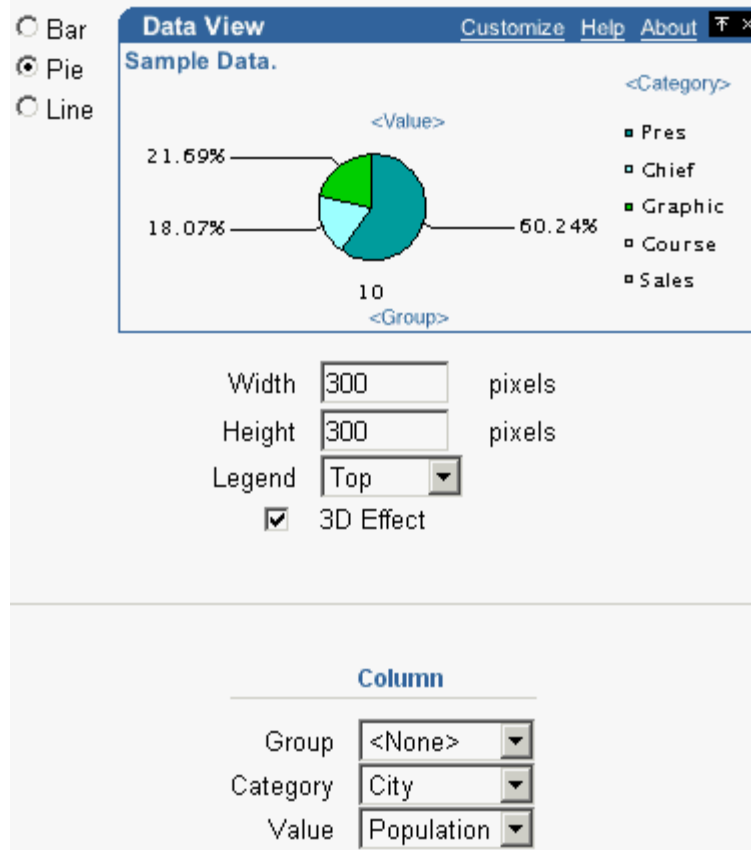 Bar
Pie
Line
Data View Customize Help About
Sample Data.
<Category>
<Value>
Pres
Chief
Graphic
Course
Sales
21.69%
18.07%
60.24%
10
<Group>
Width 300 pixels
Height 300 pixels
Legend Top
3D Effect
Column
Group <None>
Category City
Value Population